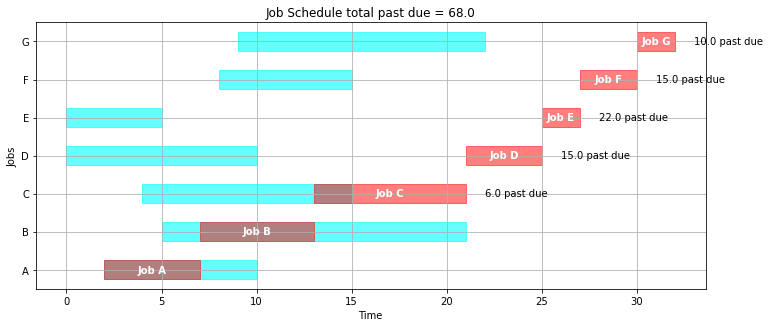 Job Schedule total past due = 68.0
G
Job G
10.0 past due
F
Job F
15.0 past due
E
Job E
22.0 past due
D
Job D
15.0 past due
C
Job C
6.0 past due
B
Job B
A
Job A
Jobs
0
5
10
15
20
25
30
Time